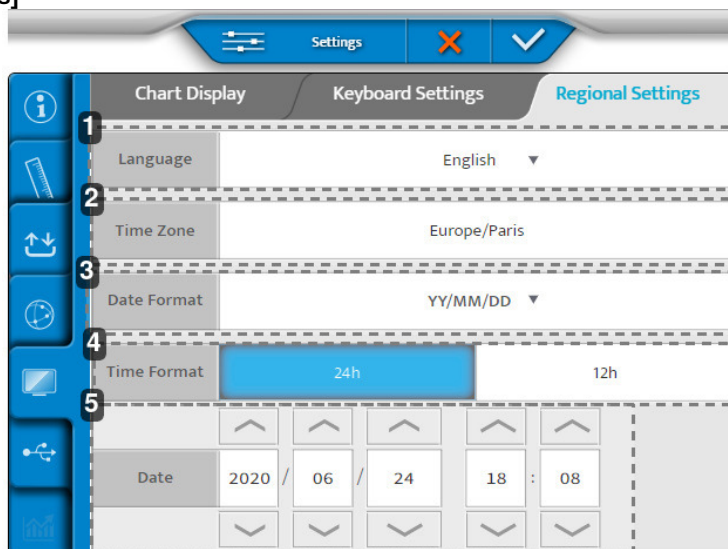 s]
Settings
Chart Display Keyboard Settings Regional Settings
1
Language English
2
Time Zone Europe/Paris
3
Date Format YY/MM/DD
4
Time Format 24h 12h
5
Date 2020 / 06 / 24 18 : 08